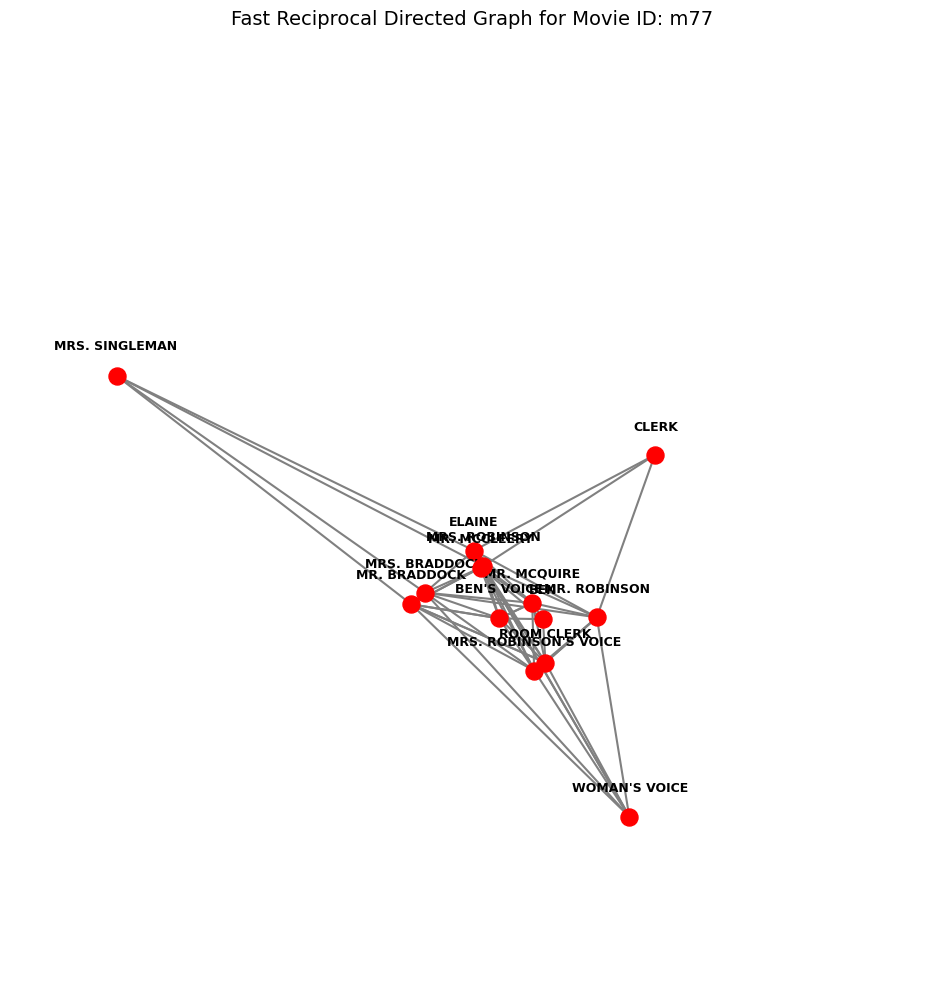 Fast Reciprocal Directed Graph for Movie ID: m77
MRS. SINGLEMAN
CLERK
ELAINE
MRS. ROBINSON
MR. MCCLEERY
MRS. BRADDOCK
MR. BRADDOCK
MR. MCQUIRE
BEN'S VOICE
BEN
MR. ROBINSON
ROOM CLERK
MRS. ROBINSON'S VOICE
WOMAN'S VOICE